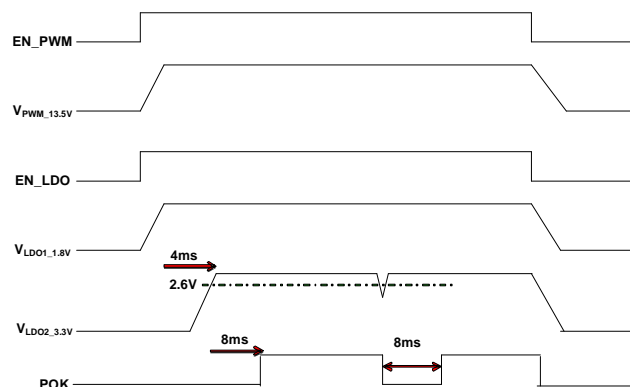 EN_PWM
VPWM_13.5V
EN_LDO
VLDO1_1.8V
4ms
2.6V
VLDO2_3.3V
8ms
8ms
POK